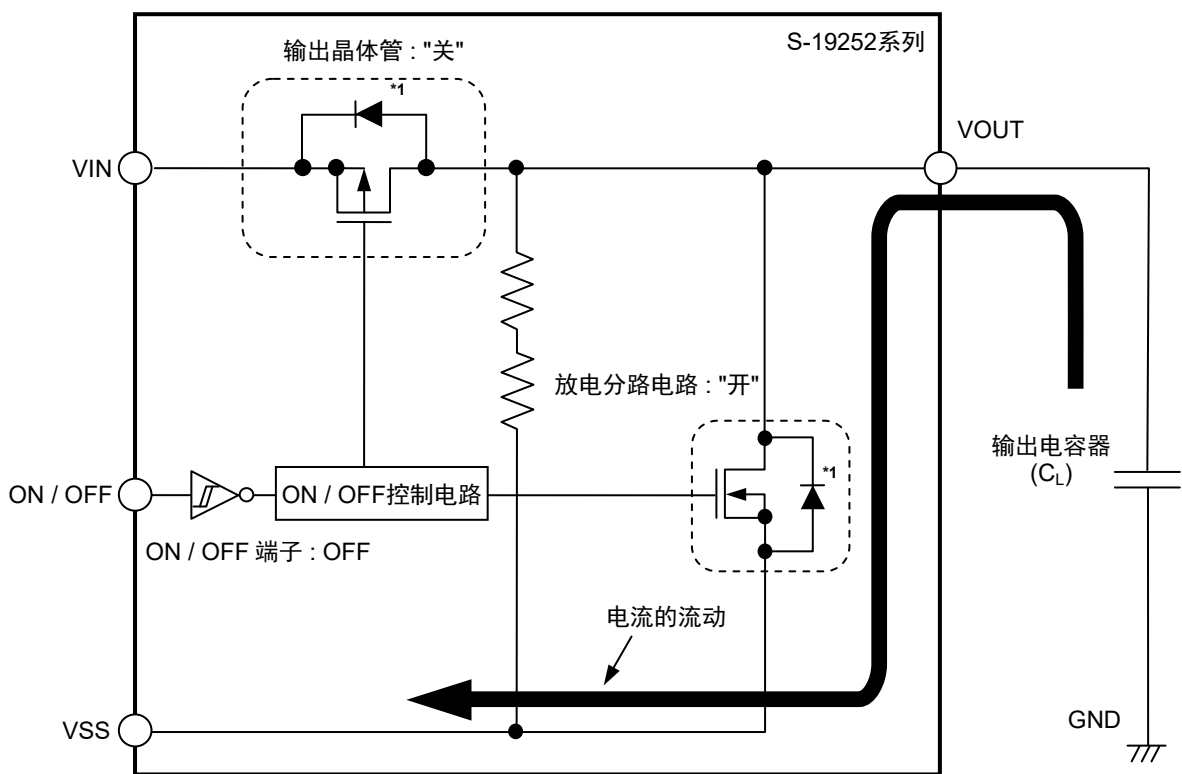 S-19252系列
输出晶体管 : "关"
*1
VOUT
VIN
放电分路电路 : "开"
*1
输出电容器
(CL)
ON / OFF
ON / OFF控制电路
ON / OFF 端子 : OFF
电流的流动
GND
VSS